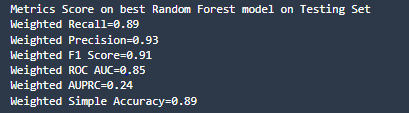 Metrics Score on best Random Forest model on Testing Set
Weighted Recall=0.89
Weighted Precision=0.93
Weighted F1 Score=0.91
Weighted ROC AUC=0.85
Weighted AUPRC=0.24
Weighted Simple Accuracy=0.89